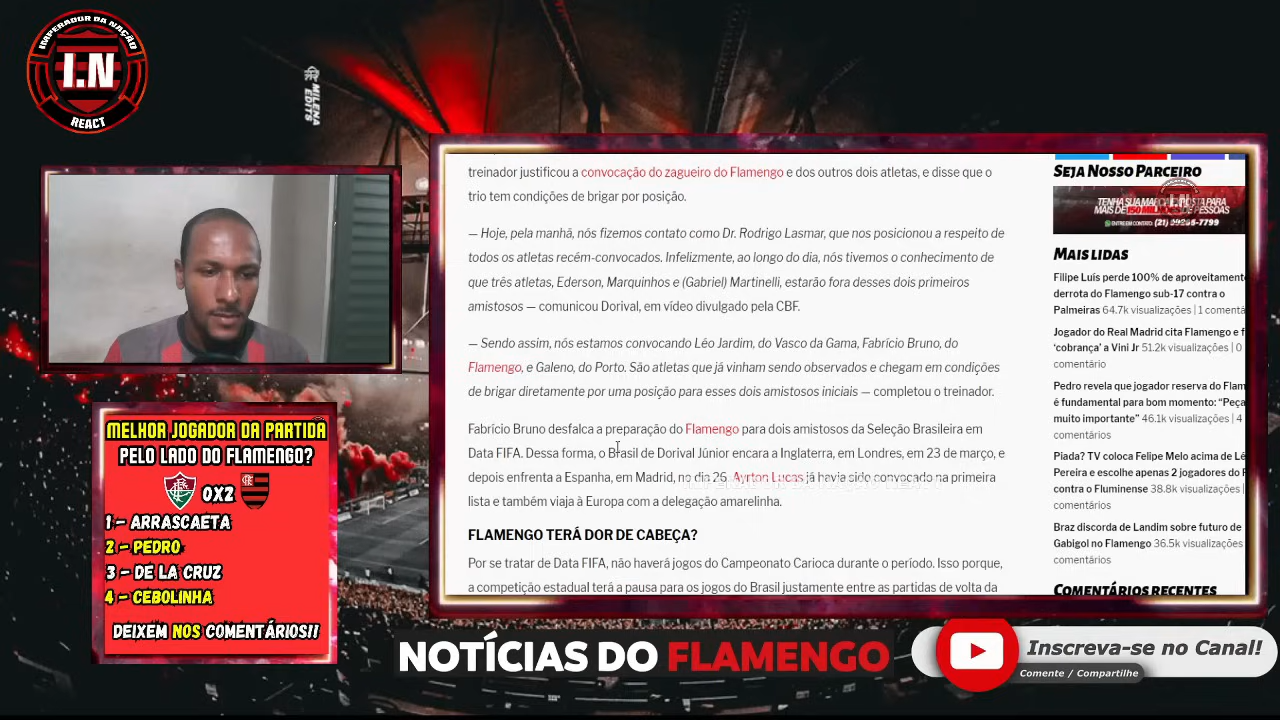 IMPERADOR DA NAÇÃO
I.N
REACT
MILENA
EDITS
treinador justificou a convocação do zagueiro do Flamengo e dos outros dois atletas, e disse que o
trio tem condições de brigar por posição.
— Hoje, pela manhã, nós fizemos contato como Dr. Rodrigo Lasmar, que nos posicionou a respeito de
todos os atletas recém-convocados. Infelizmente, ao longo do dia, nós tivemos o conhecimento de
que três atletas, Ederson, Marquinhos e (Gabriel) Martinelli, estarão fora desses dois primeiros
amistosos — comunicou Dorival, em vídeo divulgado pela CBF.
— Sendo assim, nós estamos convocando Léo Jardim, do Vasco da Gama, Fabrício Bruno, do
Flamengo, e Galeno, do Porto. São atletas que já vinham sendo observados e chegam em condições
de brigar diretamente por uma posição para esses dois amistosos iniciais — completou o treinador.
Fabrício Bruno desfalca a preparação do Flamengo para dois amistosos da Seleção Brasileira em
Data FIFA. Dessa forma, o Brasil de Dorival Júnior encara a Inglaterra, em Londres, em 23 de março, e
depois enfrenta a Espanha, em Madrid, no dia 26. Ayrton Lucas já havia sido convocado na primeira
lista e também viaja à Europa com a delegação amarelinha.
FLAMENGO TERÁ DOR DE CABEÇA?
Por se tratar de Data FIFA, não haverá jogos do Campeonato Carioca durante o período. Isso porque,
a competição estadual terá a pausa para os jogos do Brasil justamente entre as partidas de volta da
SEJA NOSSO PARCEIRO
TENHA SUA MARCA EXPOSTA PARA
MAIS DE 150 MILHÕES DE PESSOAS
(21) 99295-7799
MAIS LIDAS
Filipe Luís perde 100% de aproveitamento
derrota do Flamengo sub-17 contra o
Palmeiras 64.7k visualizações | 1 comentá
Jogador do Real Madrid cita Flamengo e f
'cobrança' a Vini Jr 51.2k visualizações | 0
comentário
Pedro revela que jogador reserva do Flam
é fundamental para bom momento: "Peça
muito importante" 46.1k visualizações | 4
comentários
Piada? TV coloca Felipe Melo acima de Lé
Pereira e escolhe apenas 2 jogadores do F
contra o Fluminense 38.8k visualizações |
comentários
Braz discorda de Landim sobre futuro de
Gabigol no Flamengo 36.5k visualizações |
comentários
COMENTÁRIOS RECENTES
MELHOR JOGADOR DA PARTIDA
PELO LADO DO FLAMENGO?
0X2
1 - ARRASCAETA
2 - PEDRO
3 - DE LA CRUZ
4 - CEBOLINHA
DEIXEM NOS COMENTÁRIOS!!
NOTÍCIAS DO FLAMENGO
Inscreva-se no Canal!
Comente / Compartilhe